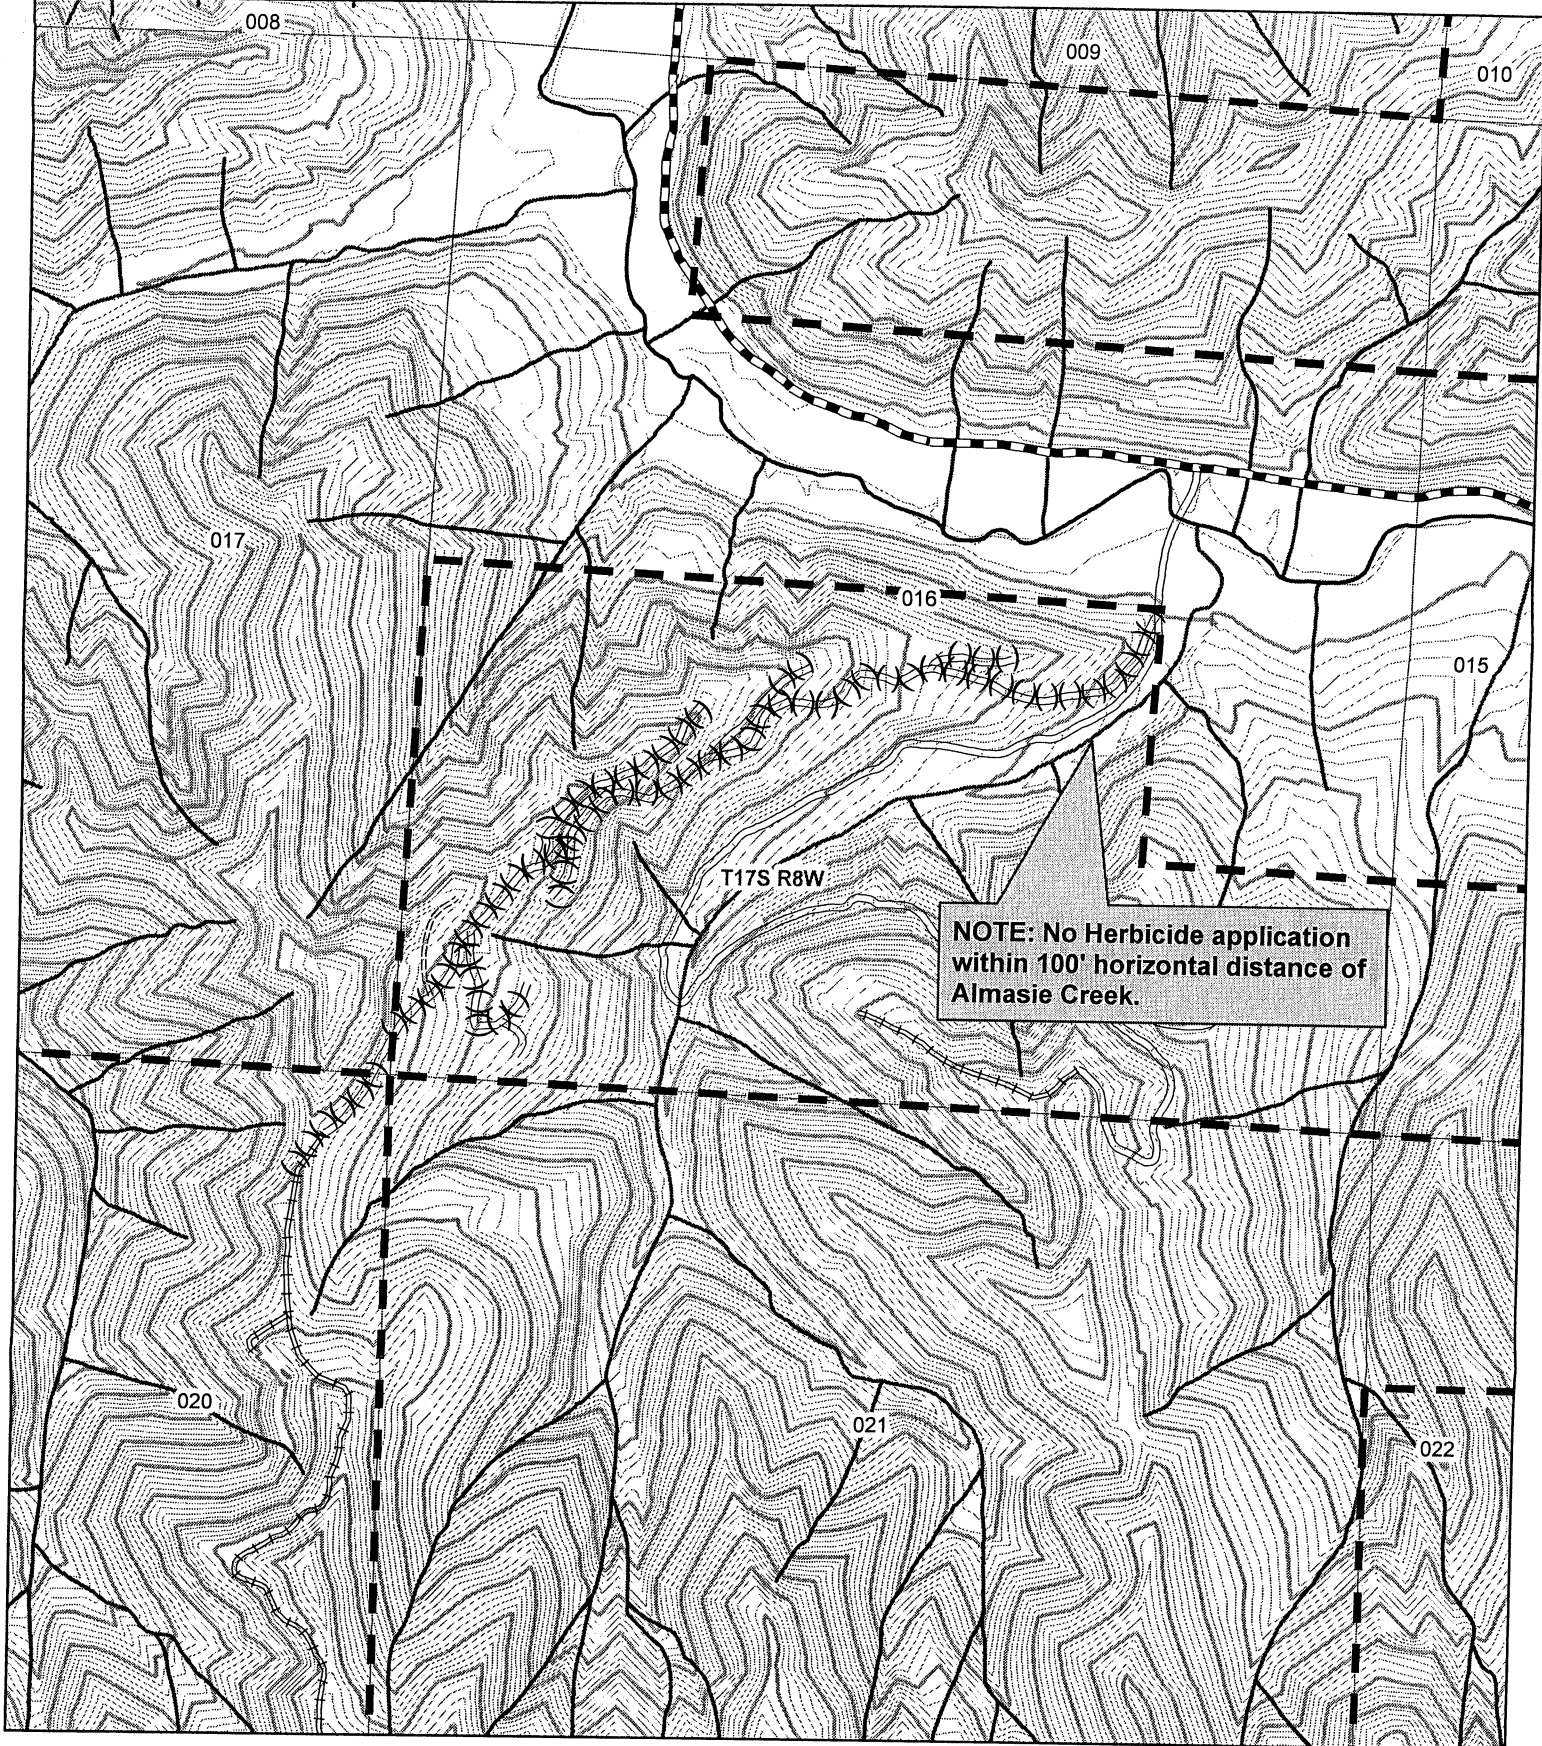 008
009
010
017
016
015
T17S R8W
NOTE: No Herbicide application
within 100' horizontal distance of
Almasie Creek.
020
021
022